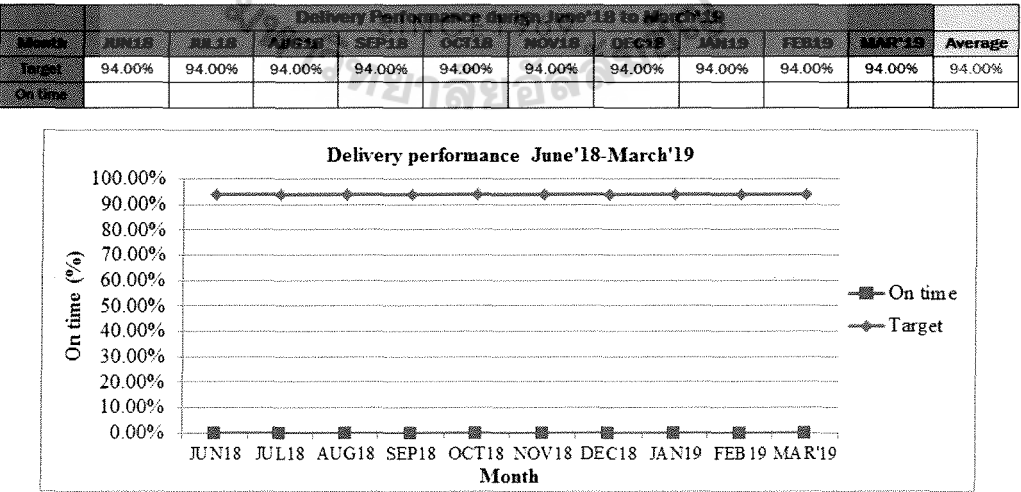 Delivery Performance durign June'18 to March'19
Month JUN18 JUL18 AUG18 SEP18 OCT18 NOV18 DEC18 JAN19 FEB19 MAR'19 Average
Target 94.00% 94.00% 94.00% 94.00% 94.00% 94.00% 94.00% 94.00% 94.00% 94.00% 94.00%
On time
Delivery performance June'18-March'19
100.00%
90.00%
80.00%
70.00%
60.00%
50.00%
40.00%
30.00%
20.00%
10.00%
0.00%
On time (%)
JUN18 JUL18 AUG18 SEP18 OCT18 NOV18 DEC18 JAN19 FEB19 MAR'19
Month
On time
Target